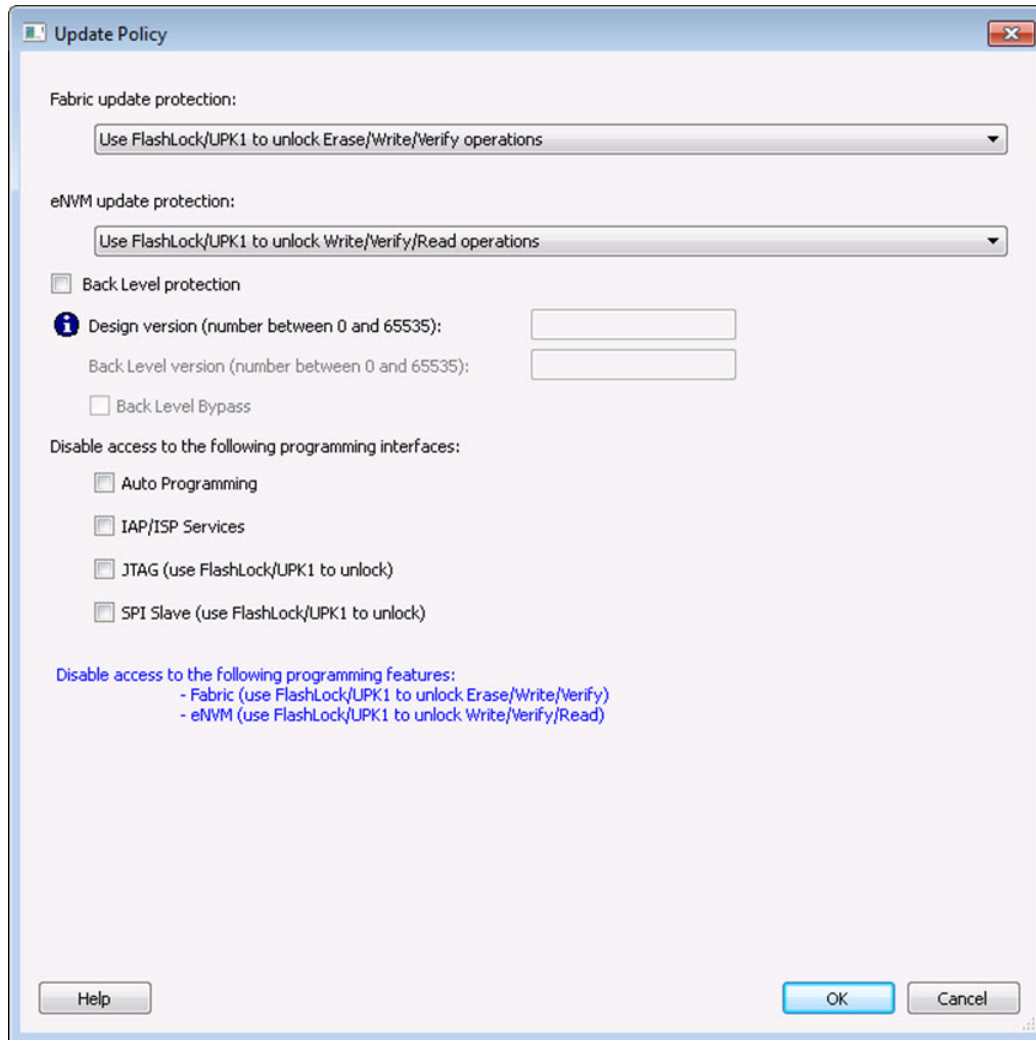 Update Policy
Fabric update protection:
Use FlashLock/UPK1 to unlock Erase/Write/Verify operations
eNVM update protection:
Use FlashLock/UPK1 to unlock Write/Verify/Read operations
Back Level protection
Design version (number between 0 and 65535):
Back Level version (number between 0 and 65535):
Back Level Bypass
Disable access to the following programming interfaces:
Auto Programming
IAP/ISP Services
JTAG (use FlashLock/UPK1 to unlock)
SPI Slave (use FlashLock/UPK1 to unlock)
Disable access to the following programming features:
- Fabric (use FlashLock/UPK1 to unlock Erase/Write/Verify)
- eNVM (use FlashLock/UPK1 to unlock Write/Verify/Read)
Help OK Cancel